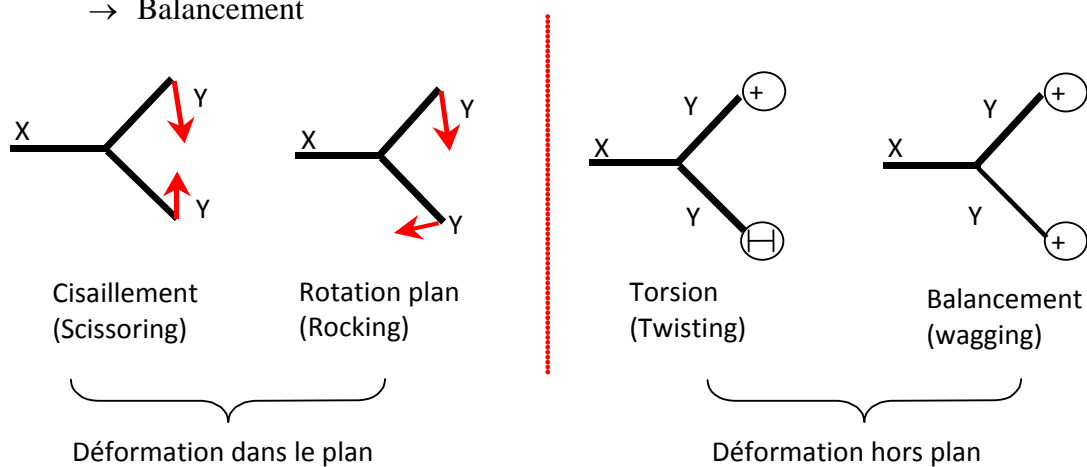 → Balancement
X Y Y
Cisaillement
(Scissoring)
X Y Y
Rotation plan
(Rocking)
Déformation dans le plan
X Y + Y
Torsion
(Twisting)
X Y + Y +
Balancement
(wagging)
Déformation hors plan